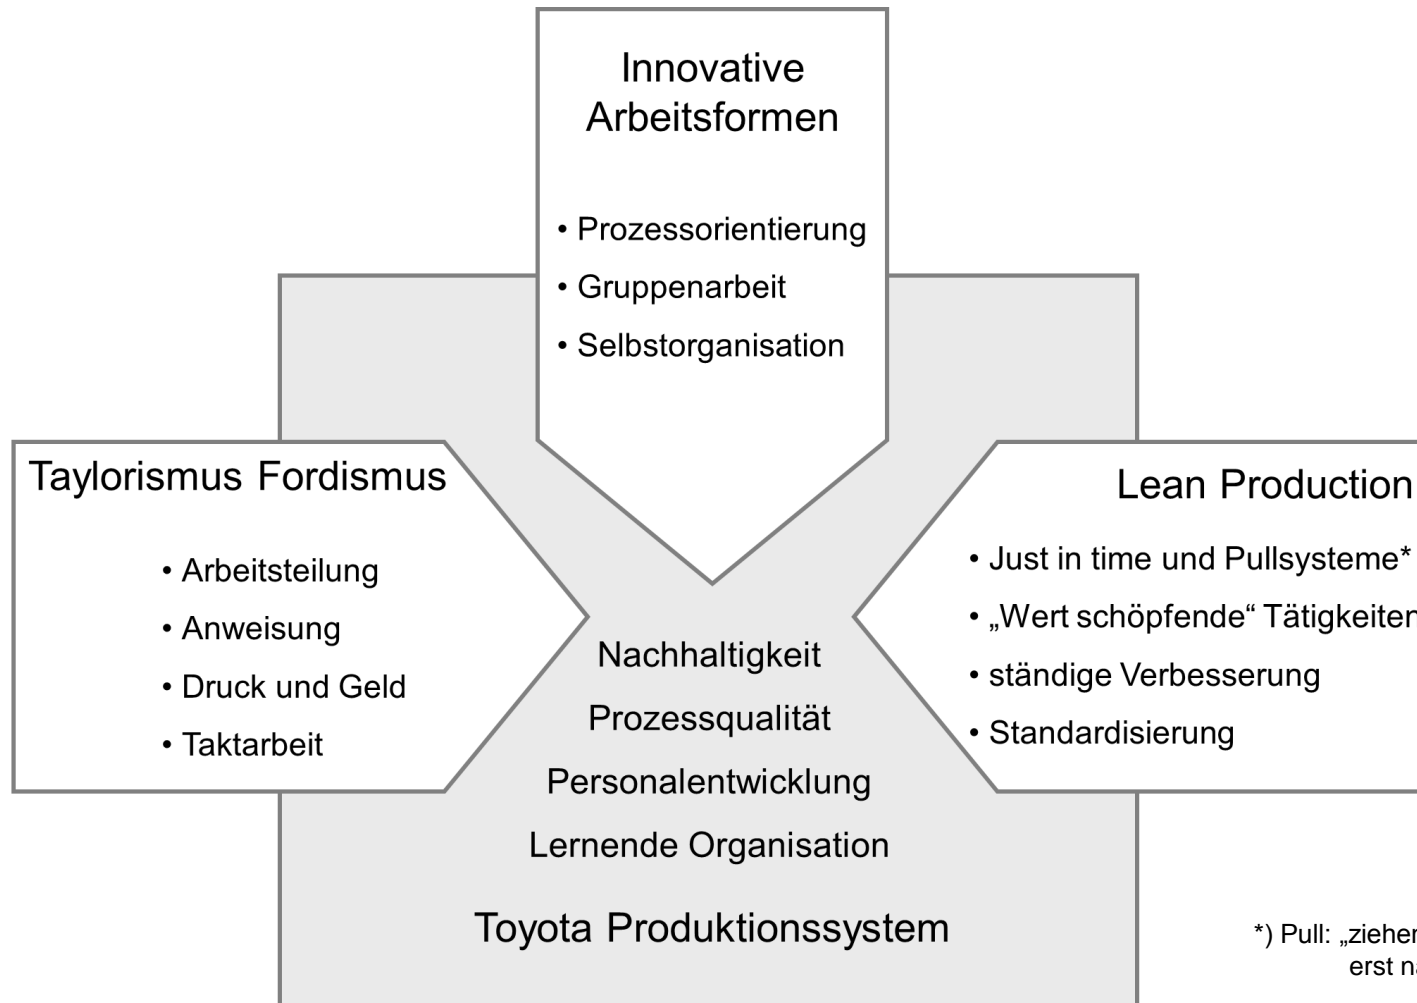 Innovative
Arbeitsformen
• Prozessorientierung
• Gruppenarbeit
• Selbstorganisation
Taylorismus Fordismus
• Arbeitsteilung
• Anweisung
• Druck und Geld
• Taktarbeit
Lean Production
• Just in time und Pullsysteme*
• „Wert schöpfende“ Tätigkeiten
• ständige Verbesserung
• Standardisierung
Nachhaltigkeit
Prozessqualität
Personalentwicklung
Lernende Organisation
Toyota Produktionssystem
*) Pull:
erst